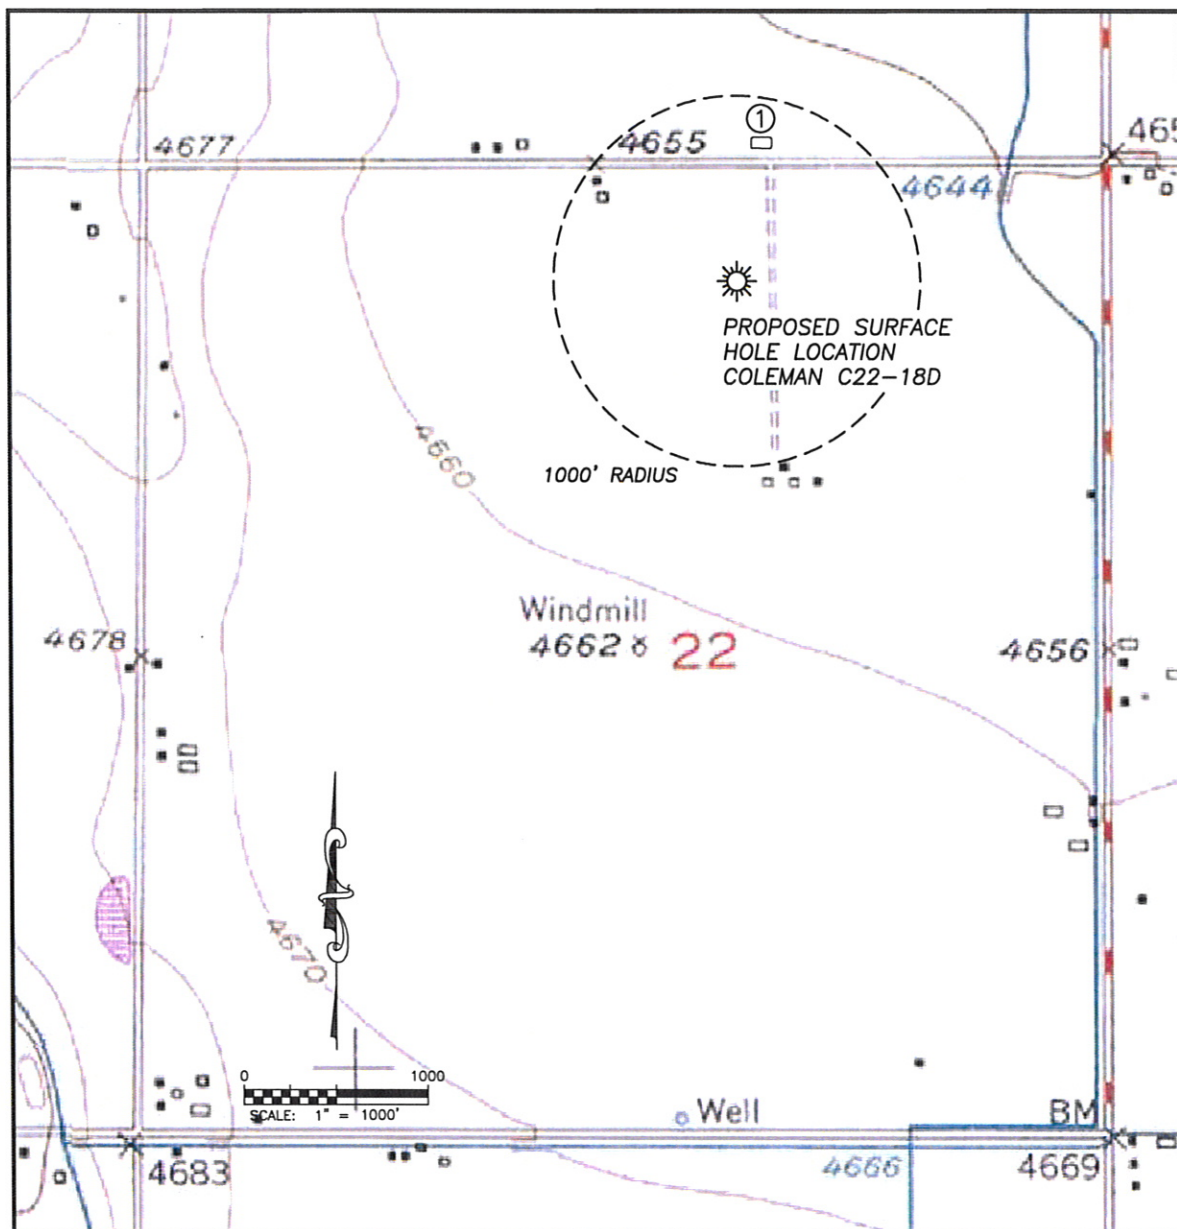 1
4677
4655
465
4644
PROPOSED SURFACE
HOLE LOCATION
COLEMAN C22-18D
4660
1000' RADIUS
Windmill
4662
22
4678
4656
4670
0
1000
SCALE: 1" = 1000'
Well
BM
4683
4666
4669